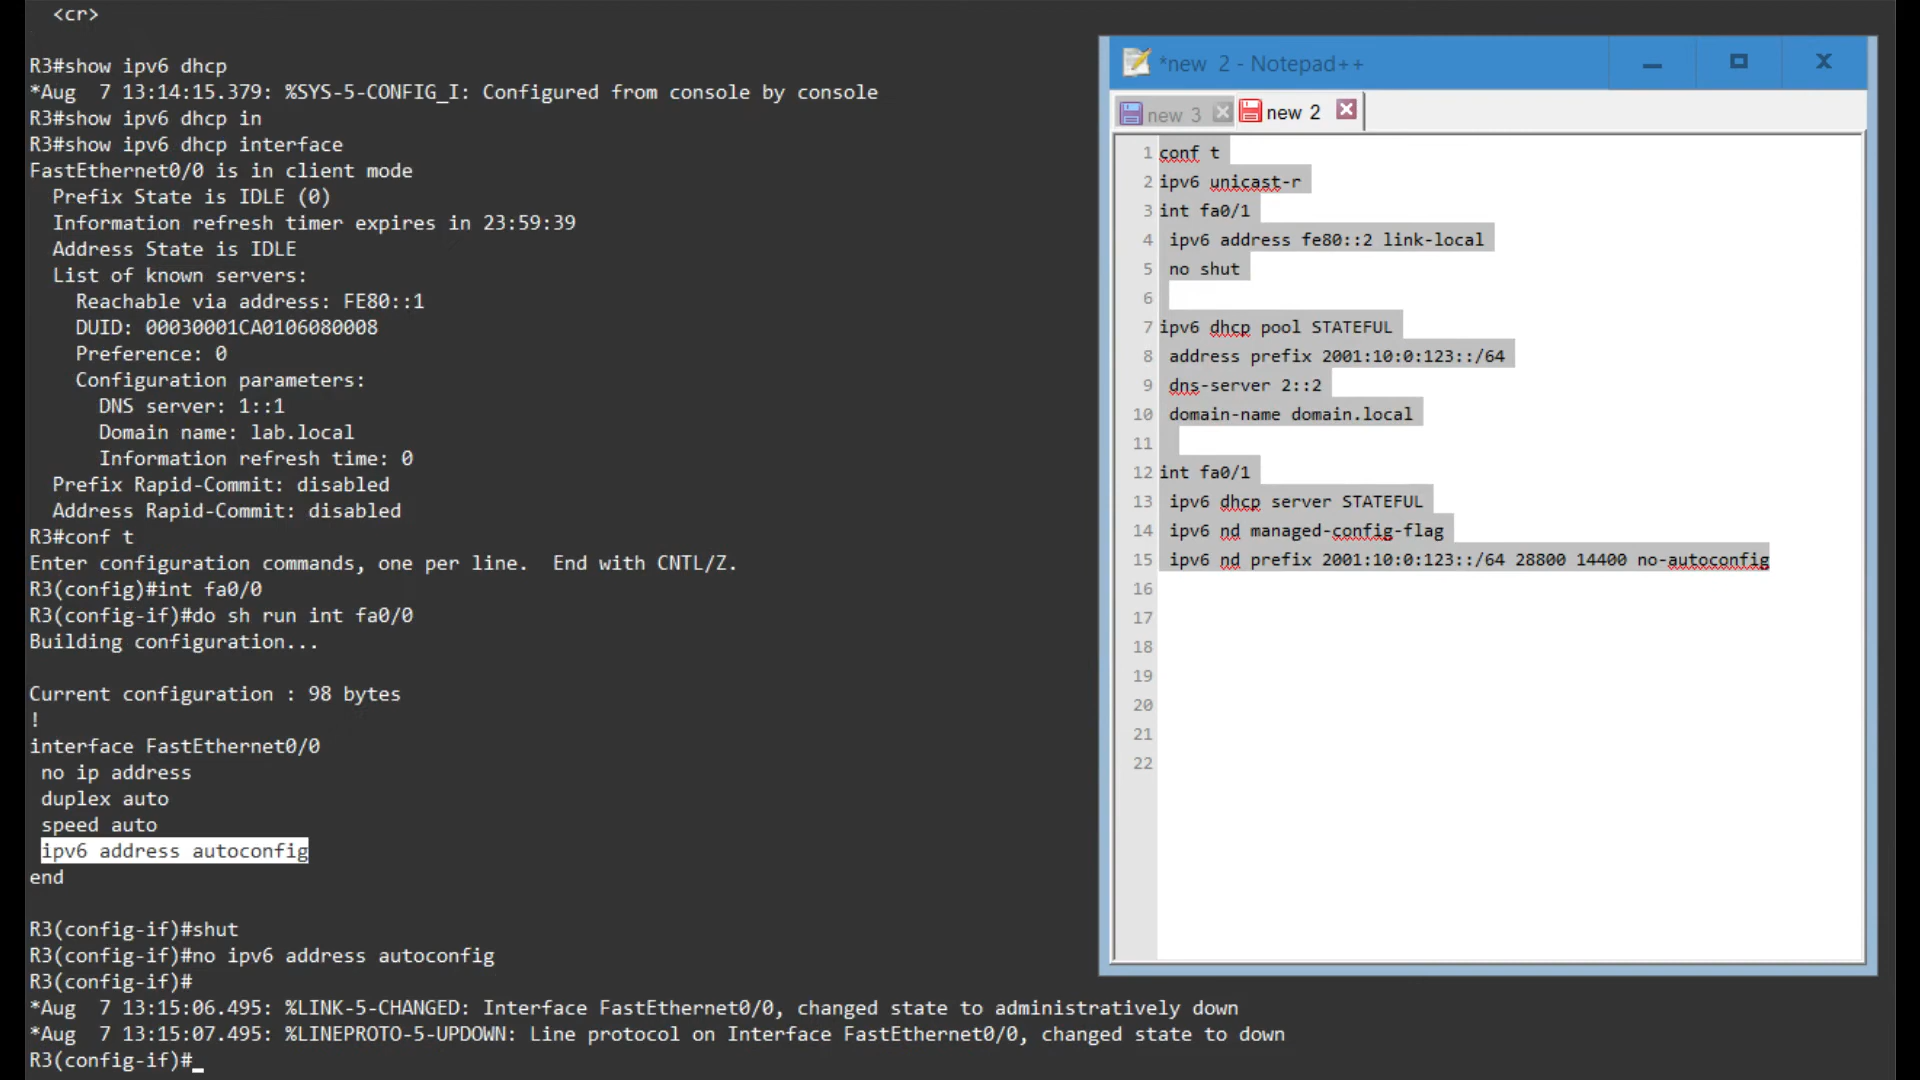 <cr>
R3#show ipv6 dhcp
*Aug  7 13:14:15.379: %SYS-5-CONFIG_I: Configured from console by console
R3#show ipv6 dhcp in
R3#show ipv6 dhcp interface
FastEthernet0/0 is in client mode
  Prefix State is IDLE (0)
  Information refresh timer expires in 23:59:39
  Address State is IDLE
  List of known servers:
    Reachable via address: FE80::1
    DUID: 00030001CA0106080008
    Preference: 0
    Configuration parameters:
      DNS server: 1::1
      Domain name: lab.local
      Information refresh time: 0
  Prefix Rapid-Commit: disabled
  Address Rapid-Commit: disabled
R3#conf t
Enter configuration commands, one per line.  End with CNTL/Z.
R3(config)#int fa0/0
R3(config-if)#do sh run int fa0/0
Building configuration...
Current configuration : 98 bytes
!
interface FastEthernet0/0
 no ip address
 duplex auto
 speed auto
 ipv6 address autoconfig
end
R3(config-if)#shut
R3(config-if)#no ipv6 address autoconfig
R3(config-if)#
*Aug  7 13:15:06.495: %LINK-5-CHANGED: Interface FastEthernet0/0, changed state to administratively down
*Aug  7 13:15:07.495: %LINEPROTO-5-UPDOWN: Line protocol on Interface FastEthernet0/0, changed state to down
R3(config-if)#_
*new 2 - Notepad++
new 3 new 2
1 conf t
2 ipv6 unicast-r
3 int fa0/1
4  ipv6 address fe80::2 link-local
5  no shut
6
7 ipv6 dhcp pool STATEFUL
8  address prefix 2001:10:0:123::/64
9  dns-server 2::2
10  domain-name domain.local
11
12 int fa0/1
13  ipv6 dhcp server STATEFUL
14  ipv6 nd managed-config-flag
15  ipv6 nd prefix 2001:10:0:123::/64 28800 14400 no-autoconfig
16
17
18
19
20
21
22